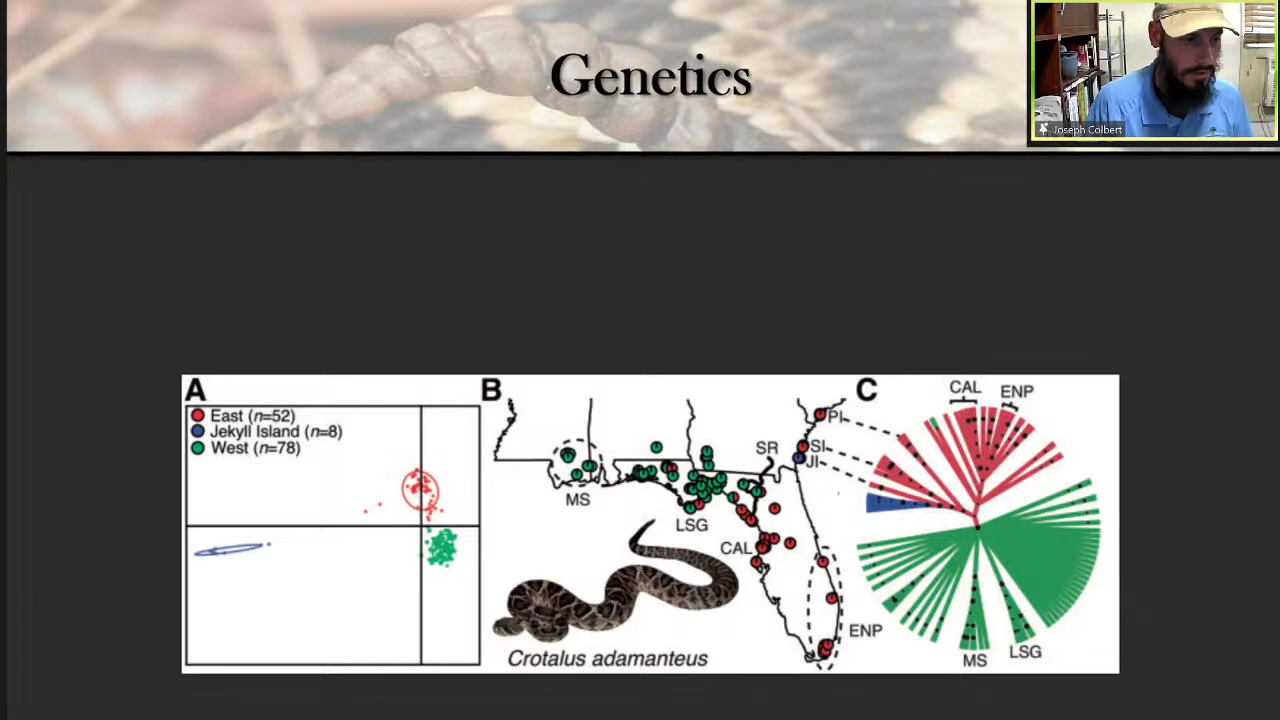 Genetics
Joseph Colbert
A
East (n=52)
Jekyll Island (n=8)
West (n=78)
B
PI
SI
JI
SR
MS
LSG
CAL
ENP
Crotalus adamanteus
C
CAL
ENP
MS
LSG